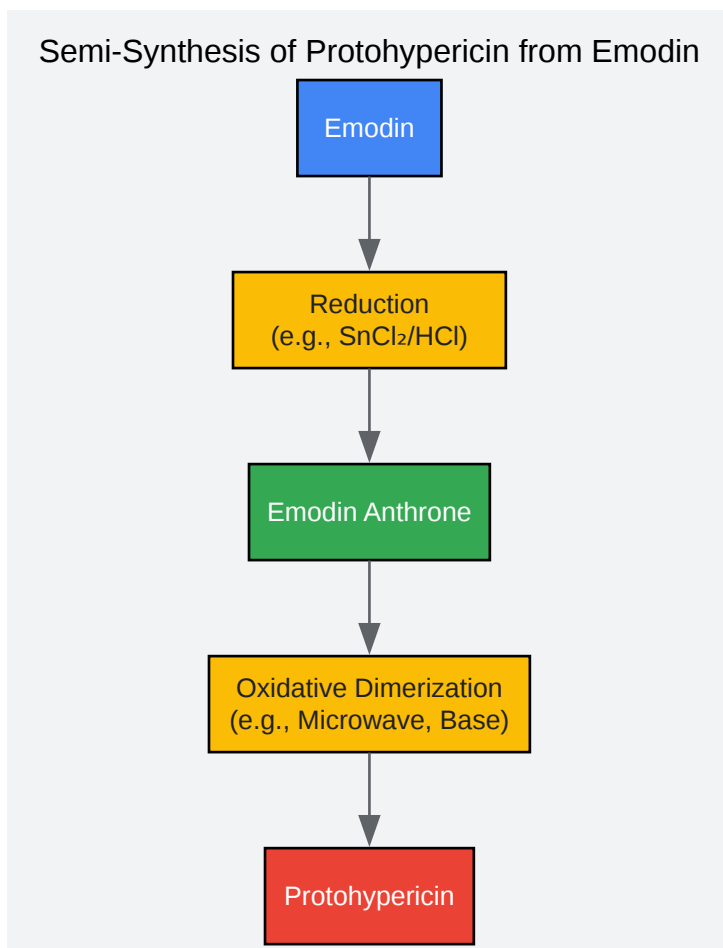 Semi-Synthesis of Protohypericin from Emodin
Emodin
Reduction
(e.g., SnCl₂/HCl)
Emodin Anthrone
Oxidative Dimerization
(e.g., Microwave, Base)
Protohypericin